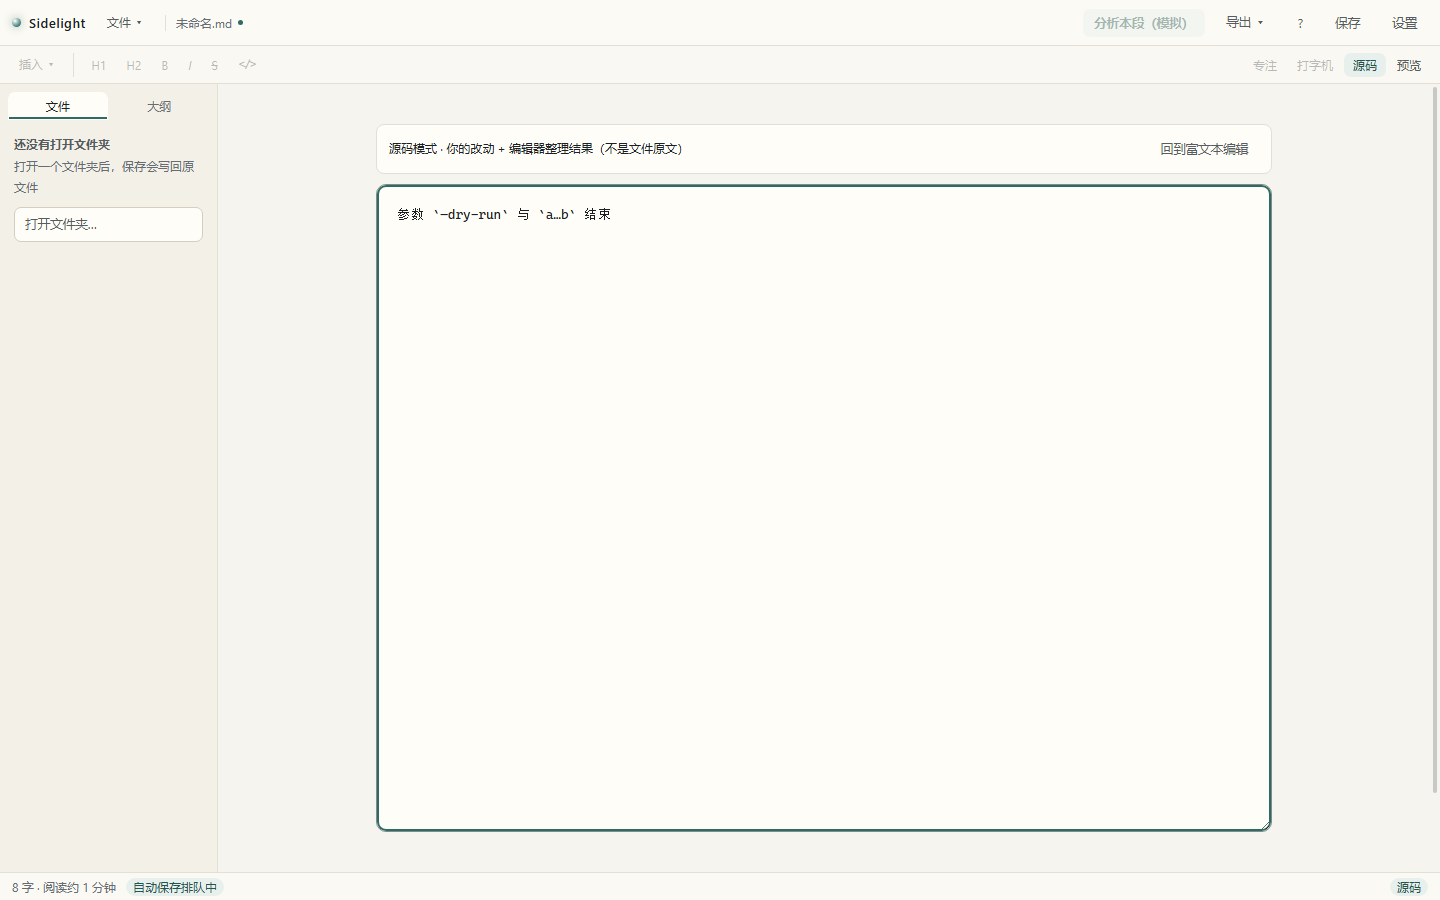 Sidelight 文件 ▾ 未命名.md ● 分析本段（模拟） 导出 ▾ ? 保存 设置
插入 ▾ H1 H2 B I S </> 专注 打字机 源码 预览
文件 大纲
还没有打开文件夹
打开一个文件夹后，保存会写回原
文件
打开文件夹...
源码模式 · 你的改动 + 编辑器整理结果（不是文件原文） 回到富文本编辑
参数 `—dry-run` 与 `a…b` 结束
8 字 · 阅读约 1 分钟 自动保存排队中 源码